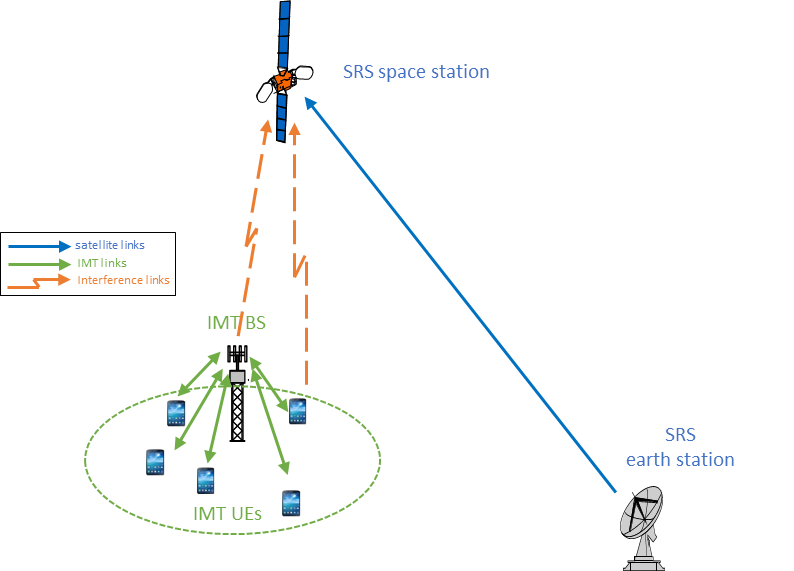 SRS space station
satellite links
IMT links
Interference links
IMT BS
SRS
earth station
IMT UEs